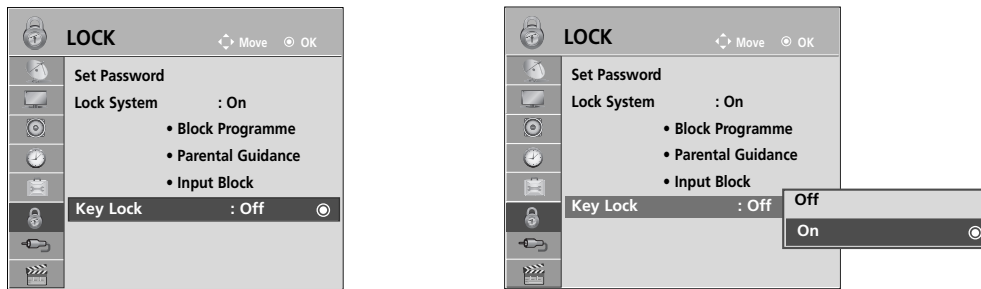 LOCK
Move OK
Set Password
Lock System : On
• Block Programme
• Parental Guidance
• Input Block
Key Lock : Off
LOCK
Move OK
Set Password
Lock System : On
• Block Programme
• Parental Guidance
• Input Block
Key Lock : Off
Off
On